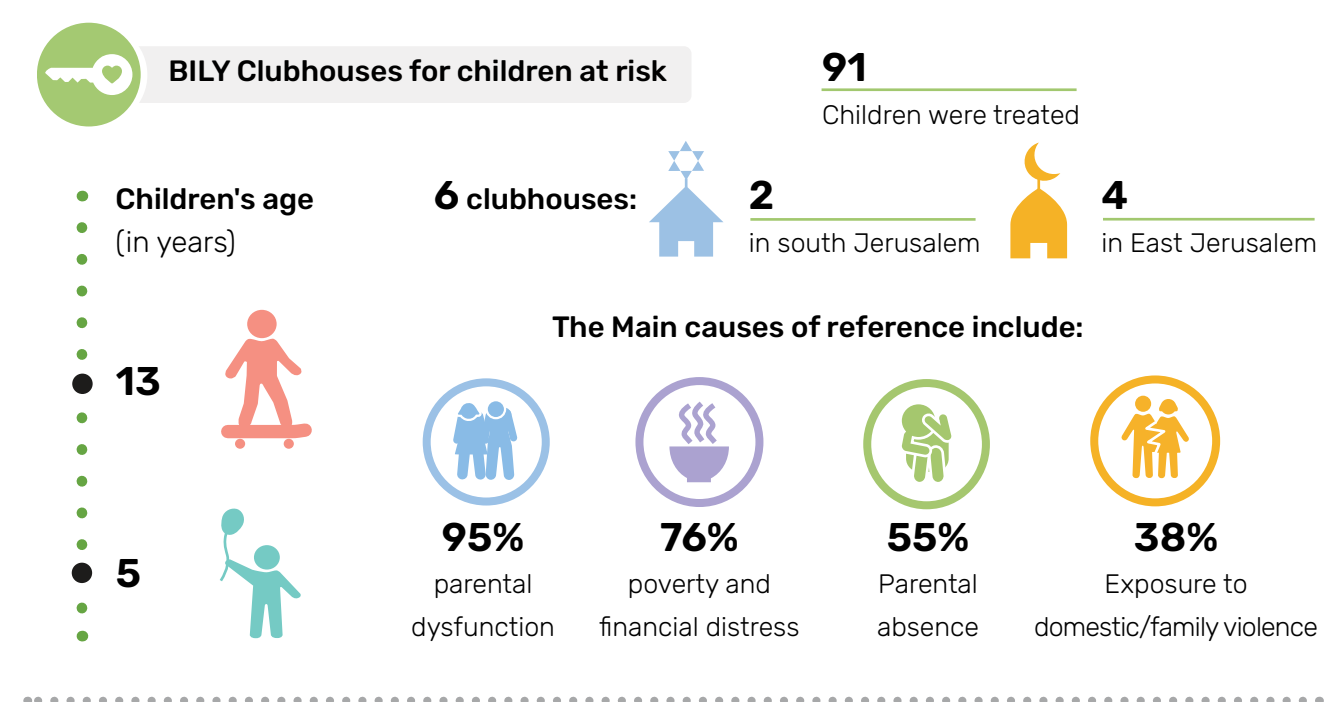 BILY Clubhouses for children at risk
91
Children were treated
Children's age
(in years)
13
5
6 clubhouses:
2
in south Jerusalem
4
in East Jerusalem
The Main causes of reference include:
95%
parental
dysfunction
76%
poverty and
financial distress
55%
Parental
absence
38%
Exposure to
domestic/family violence